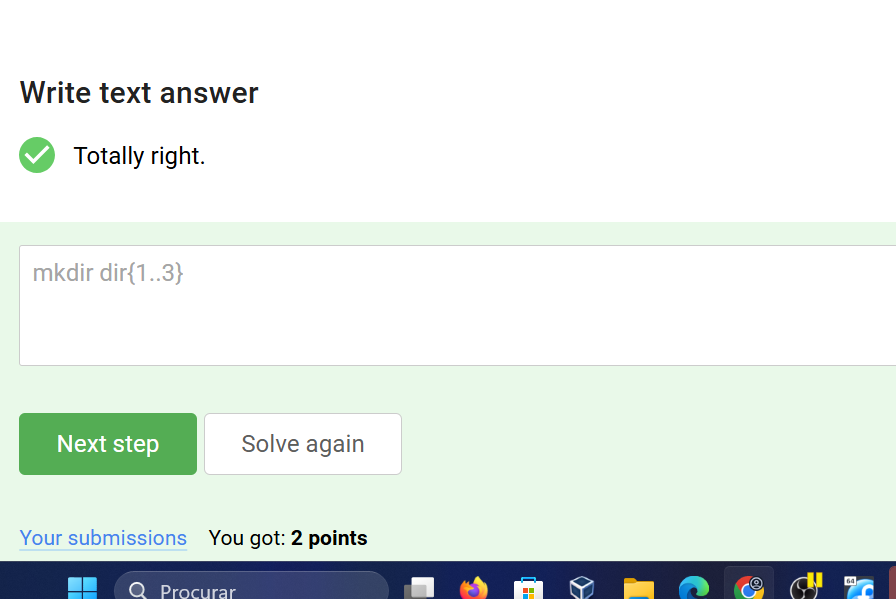 Write text answer
Totally right.
mkdir dir{1..3}
Next step
Solve again
Your submissions You got: 2 points
Procurar
64